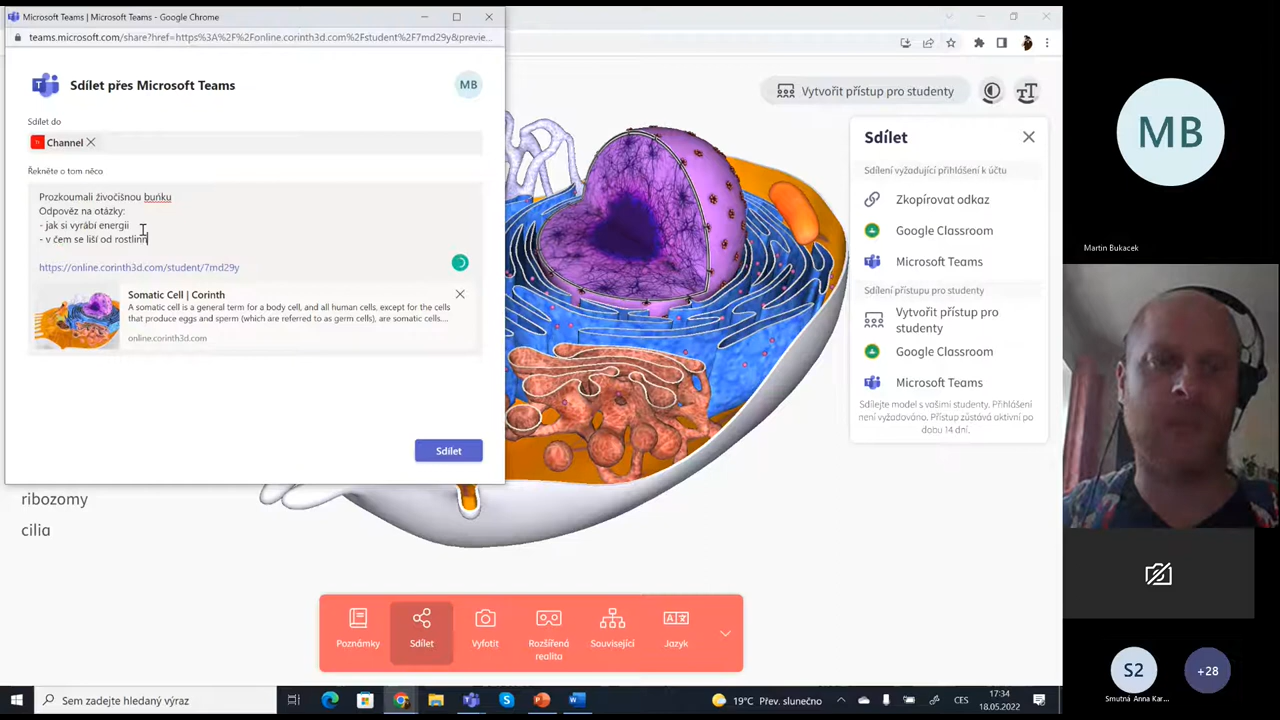 Microsoft Teams | Microsoft Teams - Google Chrome
teams.microsoft.com/share?href=https%3A%2F%2Fonline.corinth3d.com%2Fstudent%2F7md29y&previe...
Sdílet přes Microsoft Teams
MB
Sdílet do
Channel
Řekněte o tom něco
Prozkoumali živočišnou buńku
Odpověz na otázky:
- jak si vyrábí energii
- v čem se liší od rostlinn
https://online.corinth3d.com/student/7md29y
Somatic Cell | Corinth
A somatic cell is a general term for a body cell, and all human cells, except for the cells
that produce eggs and sperm (which are referred to as germ cells), are somatic cells....
online.corinth3d.com
Sdílet
ribozomy
cilia
Vytvořit přístup pro studenty
TT
Sdílet
Sdílení vyžadující přihlášení k účtu
Zkopírovat odkaz
Google Classroom
Microsoft Teams
Sdílení přístupu pro studenty
Vytvořit přístup pro
studenty
Google Classroom
Microsoft Teams
Sdílejte model s vašimi studenty. Přihlášení
není vyžadováno. Přístup zůstává aktivní po
dobu 14 dní.
Poznámky
Sdílet
Vyfotit
Rozšířená
realita
Související
Jazyk
Sem zadejte hledaný výraz
19°C Přev. slunečno
CES
17:34
18.05.2022
MB
Martin Bukacek
S2
+28
Smutná Anna Kar...